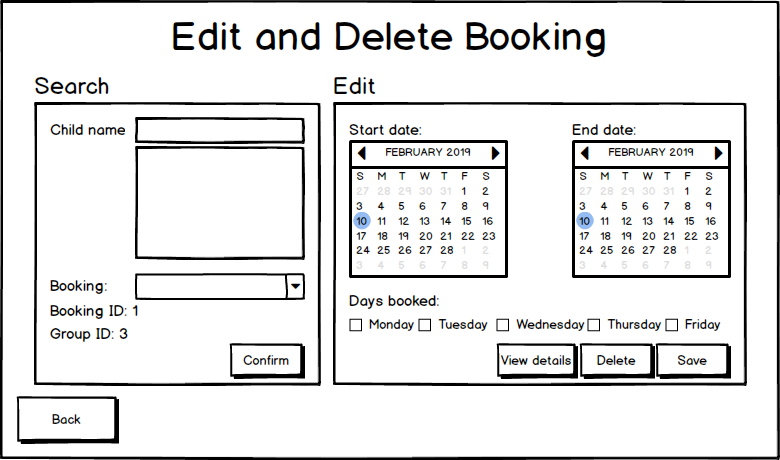 Edit and Delete Booking
Search
Child name
Booking:
Booking ID: 1
Group ID: 3
Confirm
Edit
Start date:
FEBRUARY 2019
S M T W T F S
27 28 29 30 31 1 2
3 4 5 6 7 8 9
10 11 12 13 14 15 16
17 18 19 20 21 22 23
24 25 26 27 28 1 2
3 4 5 6 7 8 9
End date:
FEBRUARY 2019
S M T W T F S
27 28 29 30 31 1 2
3 4 5 6 7 8 9
10 11 12 13 14 15 16
17 18 19 20 21 22 23
24 25 26 27 28 1 2
3 4 5 6 7 8 9
Days booked:
Monday Tuesday Wednesday Thursday Friday
View details Delete Save
Back